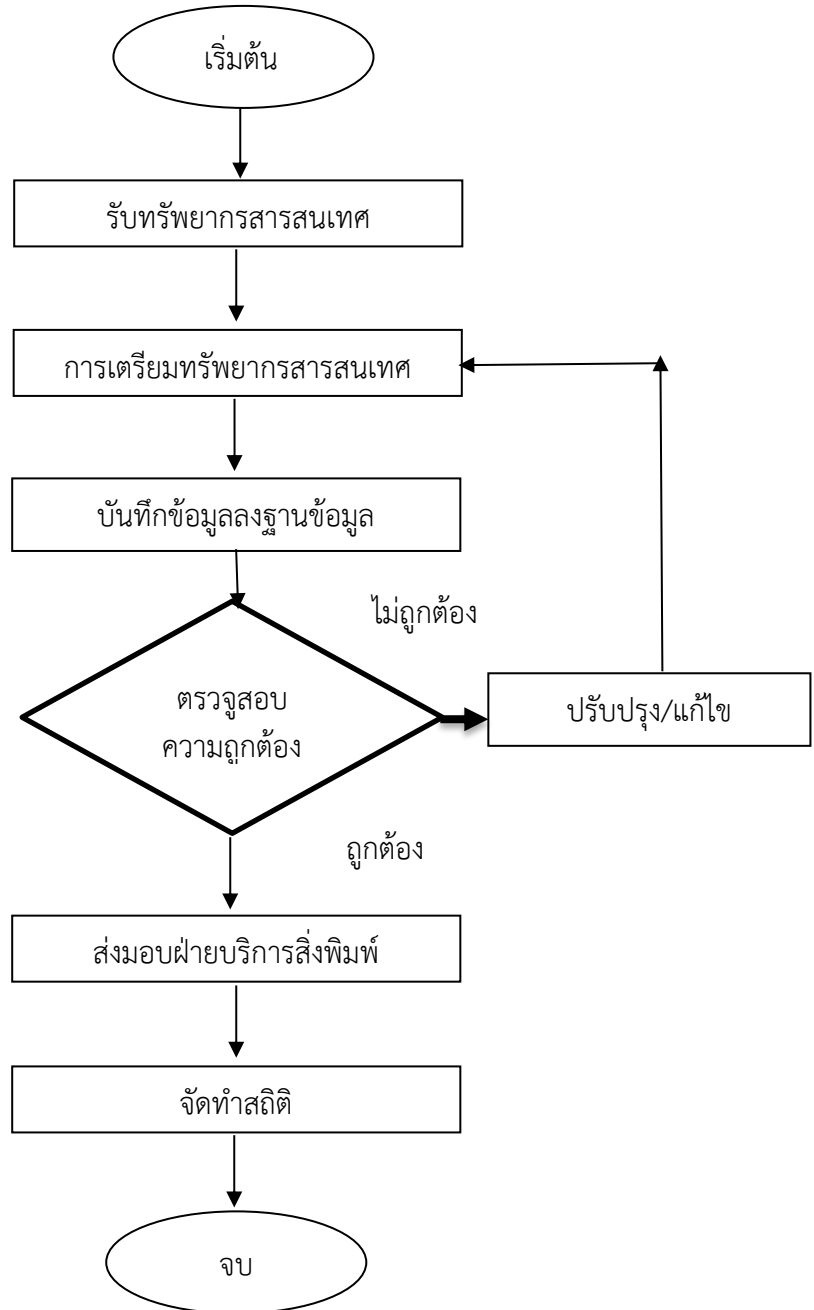 เริ่มต้น
รับทรัพยากรสารสนเทศ
การเตรียมทรัพยากรสารสนเทศ
บันทึกข้อมูลลงฐานข้อมูล
ไม่ถูกต้อง
ตรวจูสอบ
ความถูกต้อง
ปรับปรุง/แก้ไข
ถูกต้อง
ส่งมอบฝ่ายบริการสิ่งพิมพ์
จัดทำสถิติ
จบ